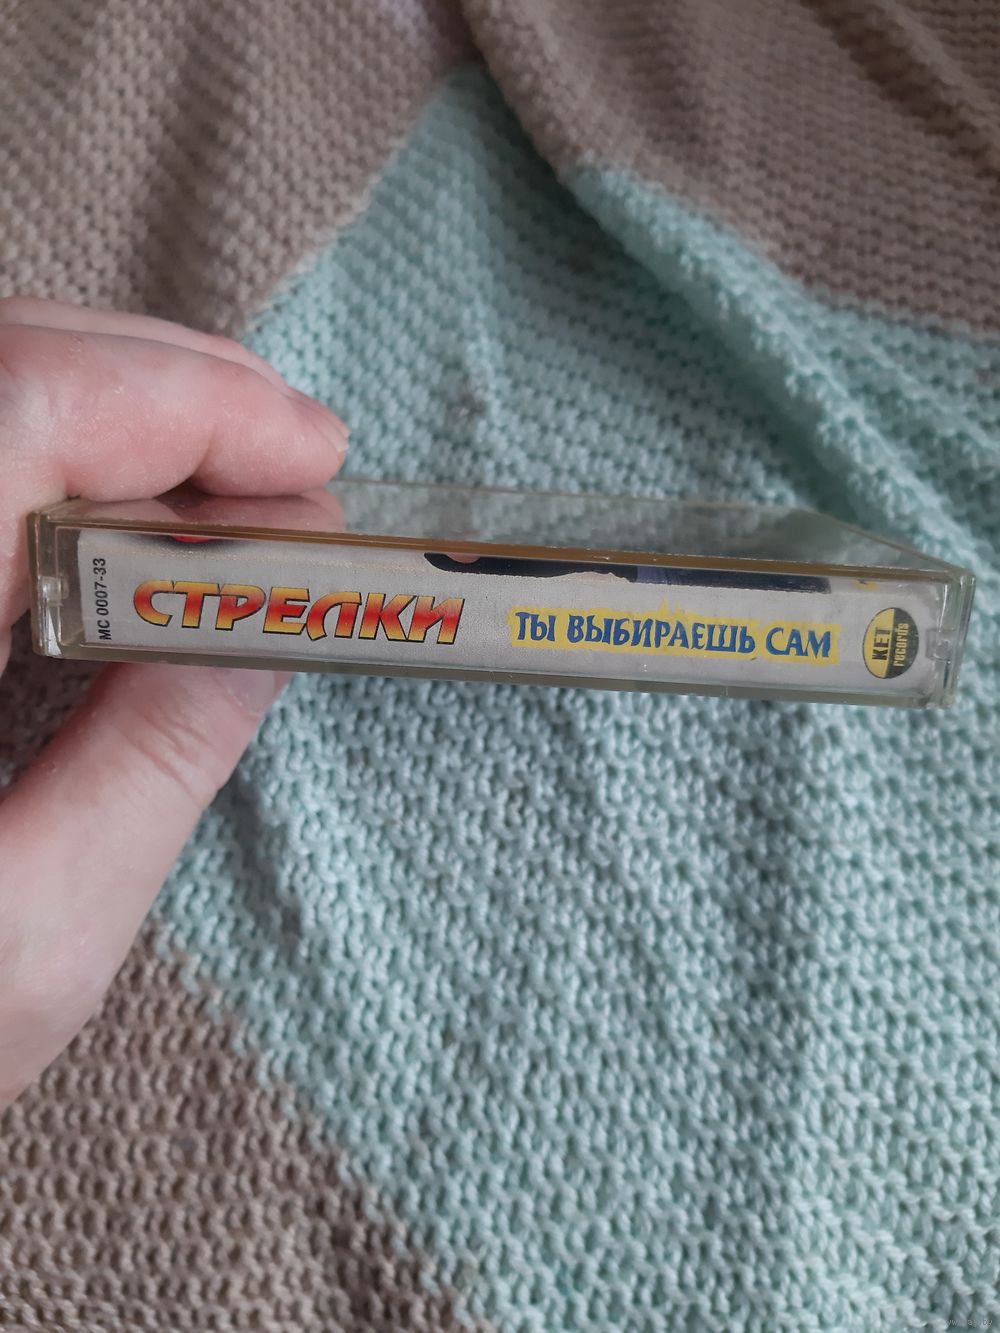 МС 0007-33
СТРЕЛКИ
ТЫ ВЫБИРАЕШЬ САМ
KET
records